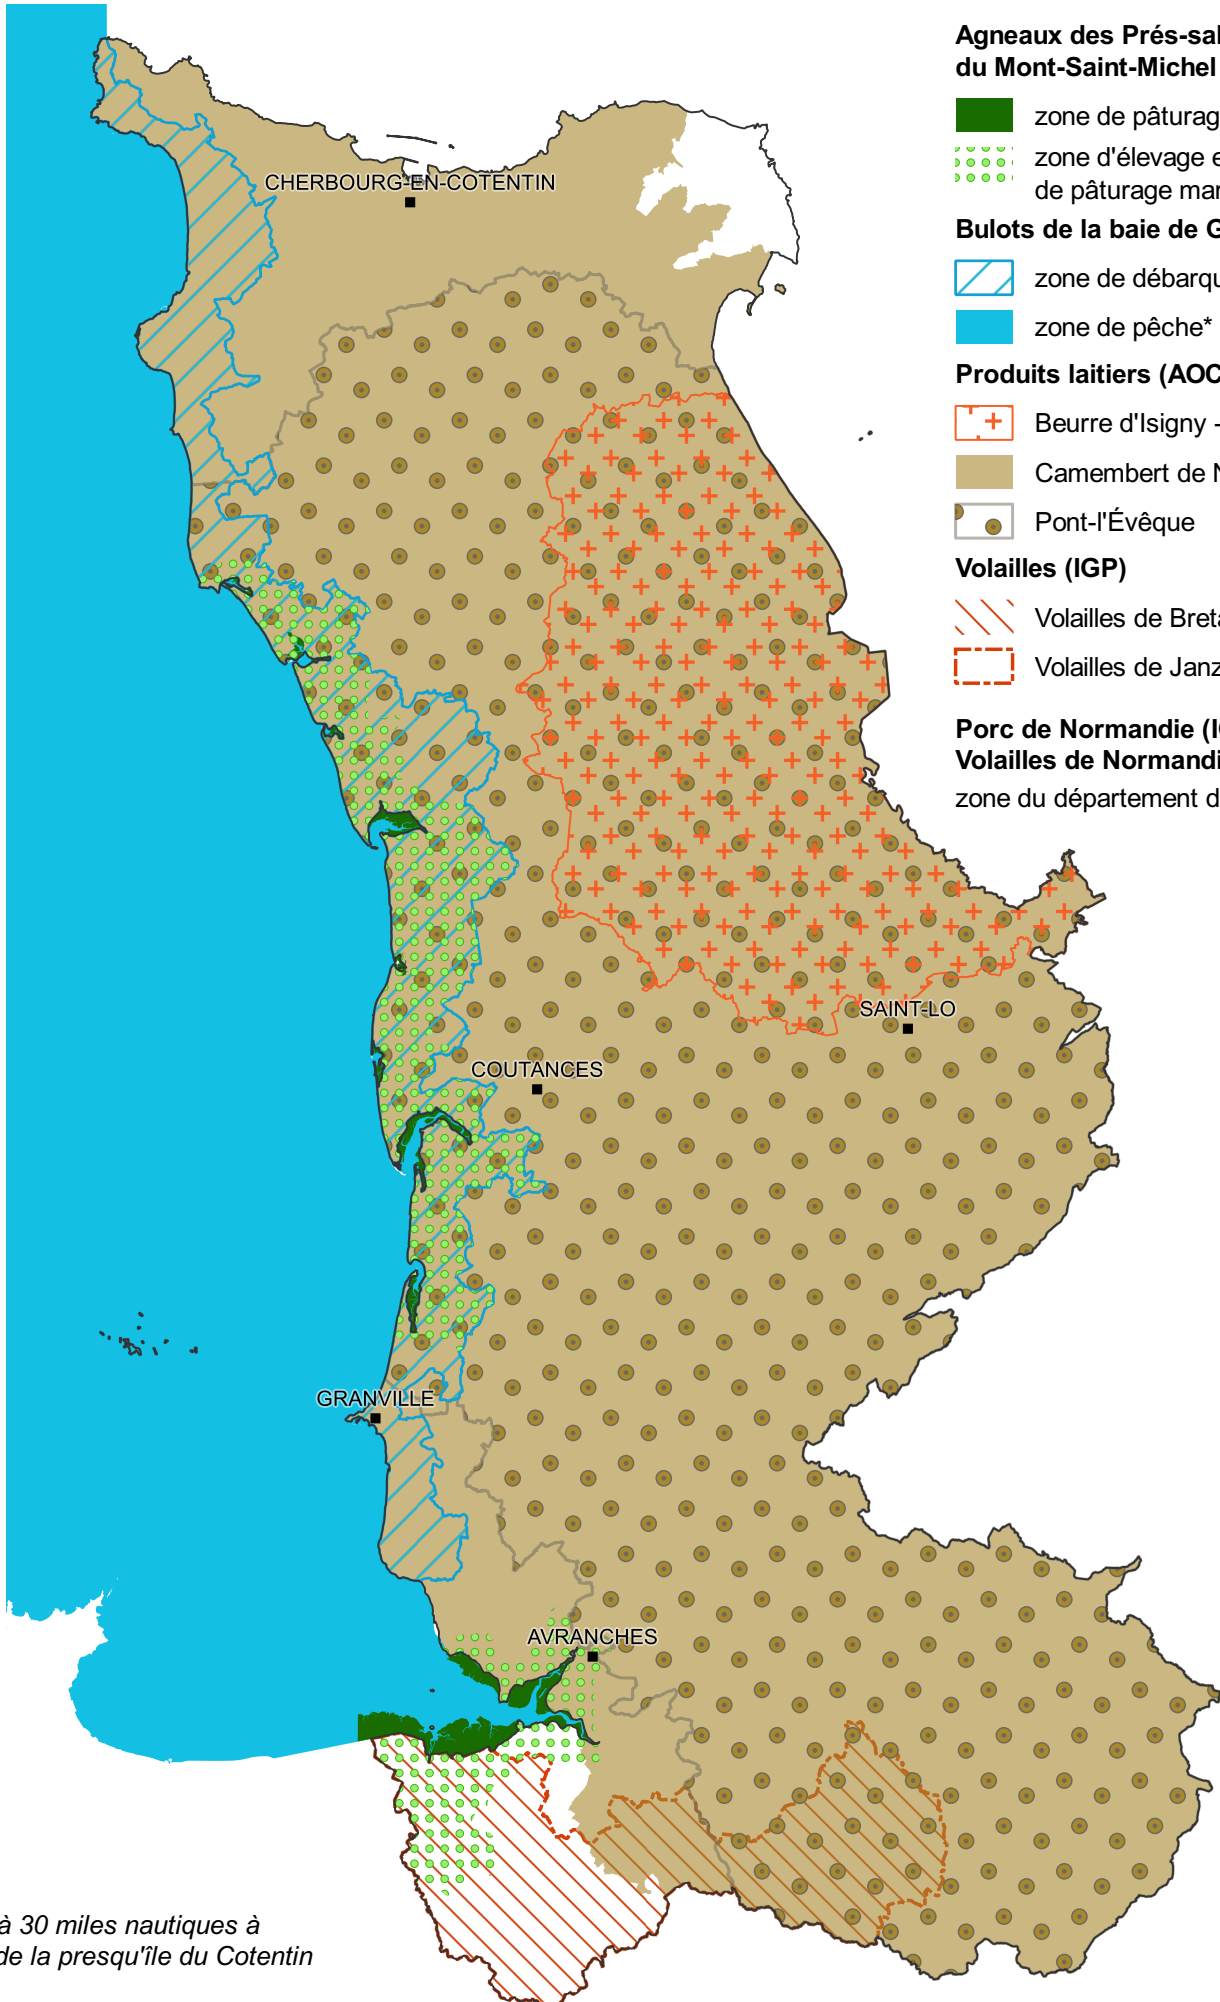 Agneaux des Prés-sal
du Mont-Saint-Michel
zone de pâturag
zone d'élevage e
de pâturage mar
Bulots de la baie de G
zone de débarqu
zone de pêche*
Produits laitiers (AOC
Beurre d'Isigny -
Camembert de N
Pont-l'Évêque
Volailles (IGP)
Volailles de Breta
Volailles de Janz
Porc de Normandie (IG
Volailles de Normandi
zone du département d
CHERBOURG-EN-COTENTIN
SAINT-LO
COUTANCES
GRANVILLE
AVRANCHES
à 30 miles nautiques à
de la presqu'île du Cotentin